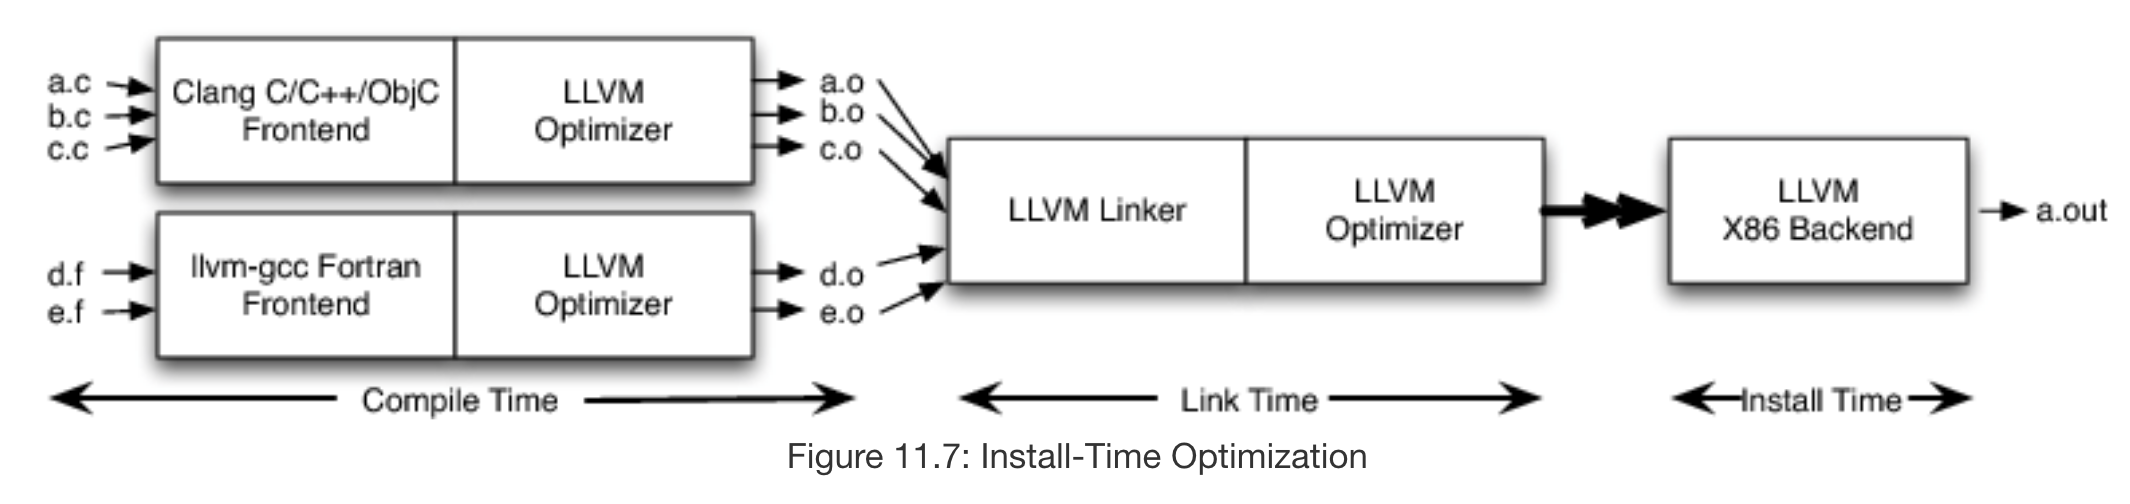 a.c
b.c
c.c
Clang C/C++/ObjC
Frontend
LLVM
Optimizer
a.o
b.o
c.o
d.f
e.f
llvm-gcc Fortran
Frontend
LLVM
Optimizer
d.o
e.o
LLVM Linker
LLVM
Optimizer
LLVM
X86 Backend
a.out
Compile Time
Link Time
Install Time
Figure 11.7: Install-Time Optimization